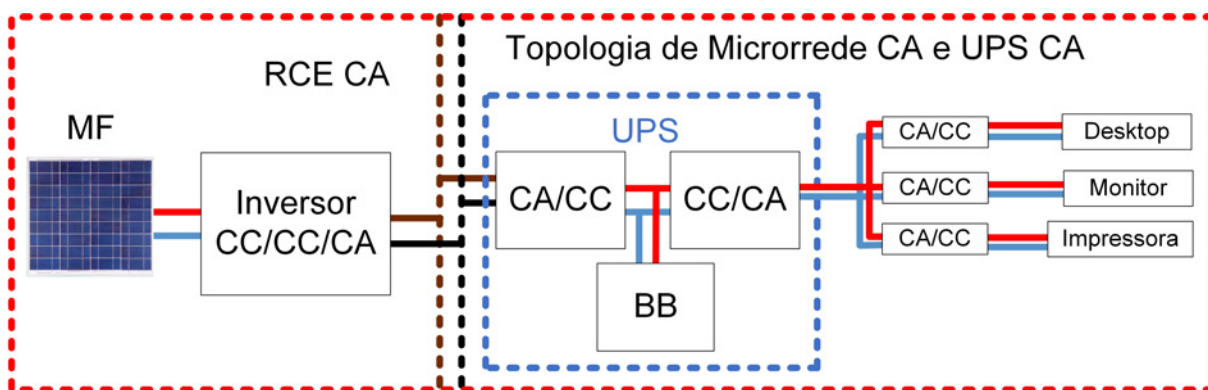 Topologia de Microrrede CA e UPS CA
RCE CA
MF
Inversor
CC/CC/CA
UPS
CA/CC
CC/CA
BB
CA/CC
Desktop
CA/CC
Monitor
CA/CC
Impressora